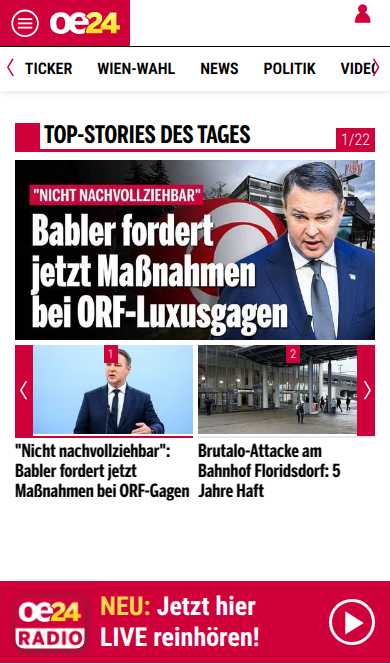 oe24
TICKER WIEN-WAHL NEWS POLITIK VIDEO
TOP-STORIES DES TAGES
1/22
"NICHT NACHVOLLZIEHBAR"
Babler fordert
jetzt Maßnahmen
bei ORF-Luxusgagen
1
2
"Nicht nachvollziehbar":
Babler fordert jetzt
Maßnahmen bei ORF-Gagen
Brutalo-Attacke am
Bahnhof Floridsdorf: 5
Jahre Haft
oe24
RADIO
NEU: Jetzt hier
LIVE reinhören!